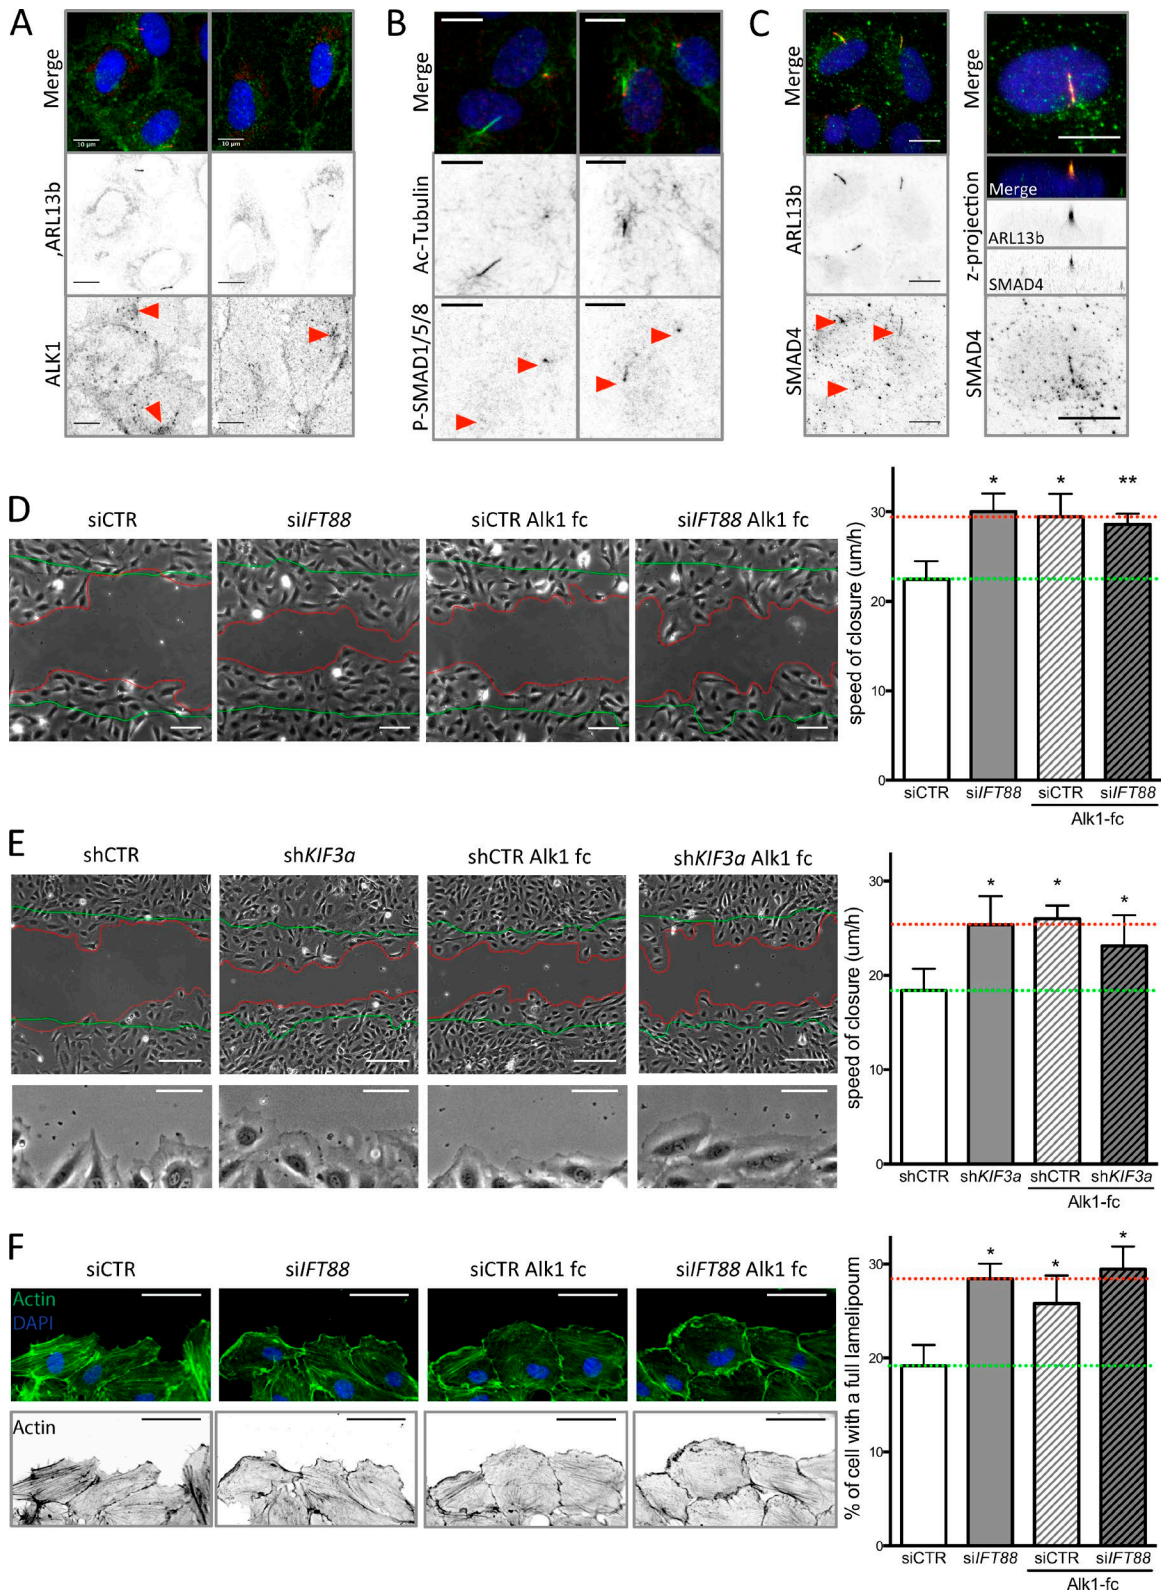 A
B
C
Merge
,ARL13b
ALK1
10 µm
10 µm
Merge
Ac-Tubulin
P-SMAD1/5/8
Merge
ARL13b
SMAD4
Merge
z-projection
Merge
ARL13b
SMAD4
SMAD4
D
siCTR
siIFT88
siCTR Alk1 fc
siIFT88 Alk1 fc
speed of closure (um/h)
30
20
10
0
* * **
siCTR siIFT88 siCTR siIFT88
Alk1-fc
E
shCTR
shKIF3a
shCTR Alk1 fc
shKIF3a Alk1 fc
speed of closure (um/h)
30
20
10
0
* * *
shCTR shKIF3a shCTR shKIF3a
Alk1-fc
F
siCTR
siIFT88
siCTR Alk1 fc
siIFT88 Alk1 fc
Actin
DAPI
Actin
% of cell with a full lamelipoum
30
20
10
0
* * *
siCTR siIFT88 siCTR siIFT88
Alk1-fc